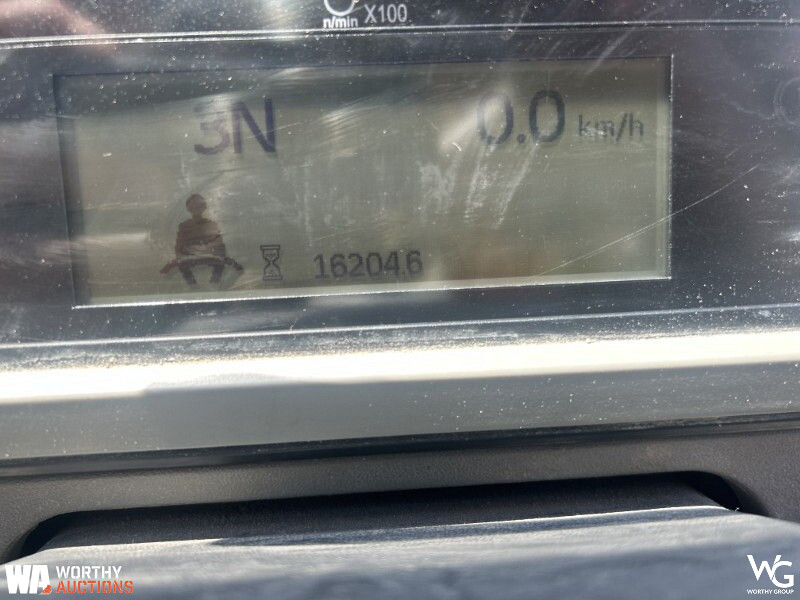 n/min X100
3N 0.0 km/h
16204.6
WA WORTHY AUCTIONS
WG
WORTHY GROUP